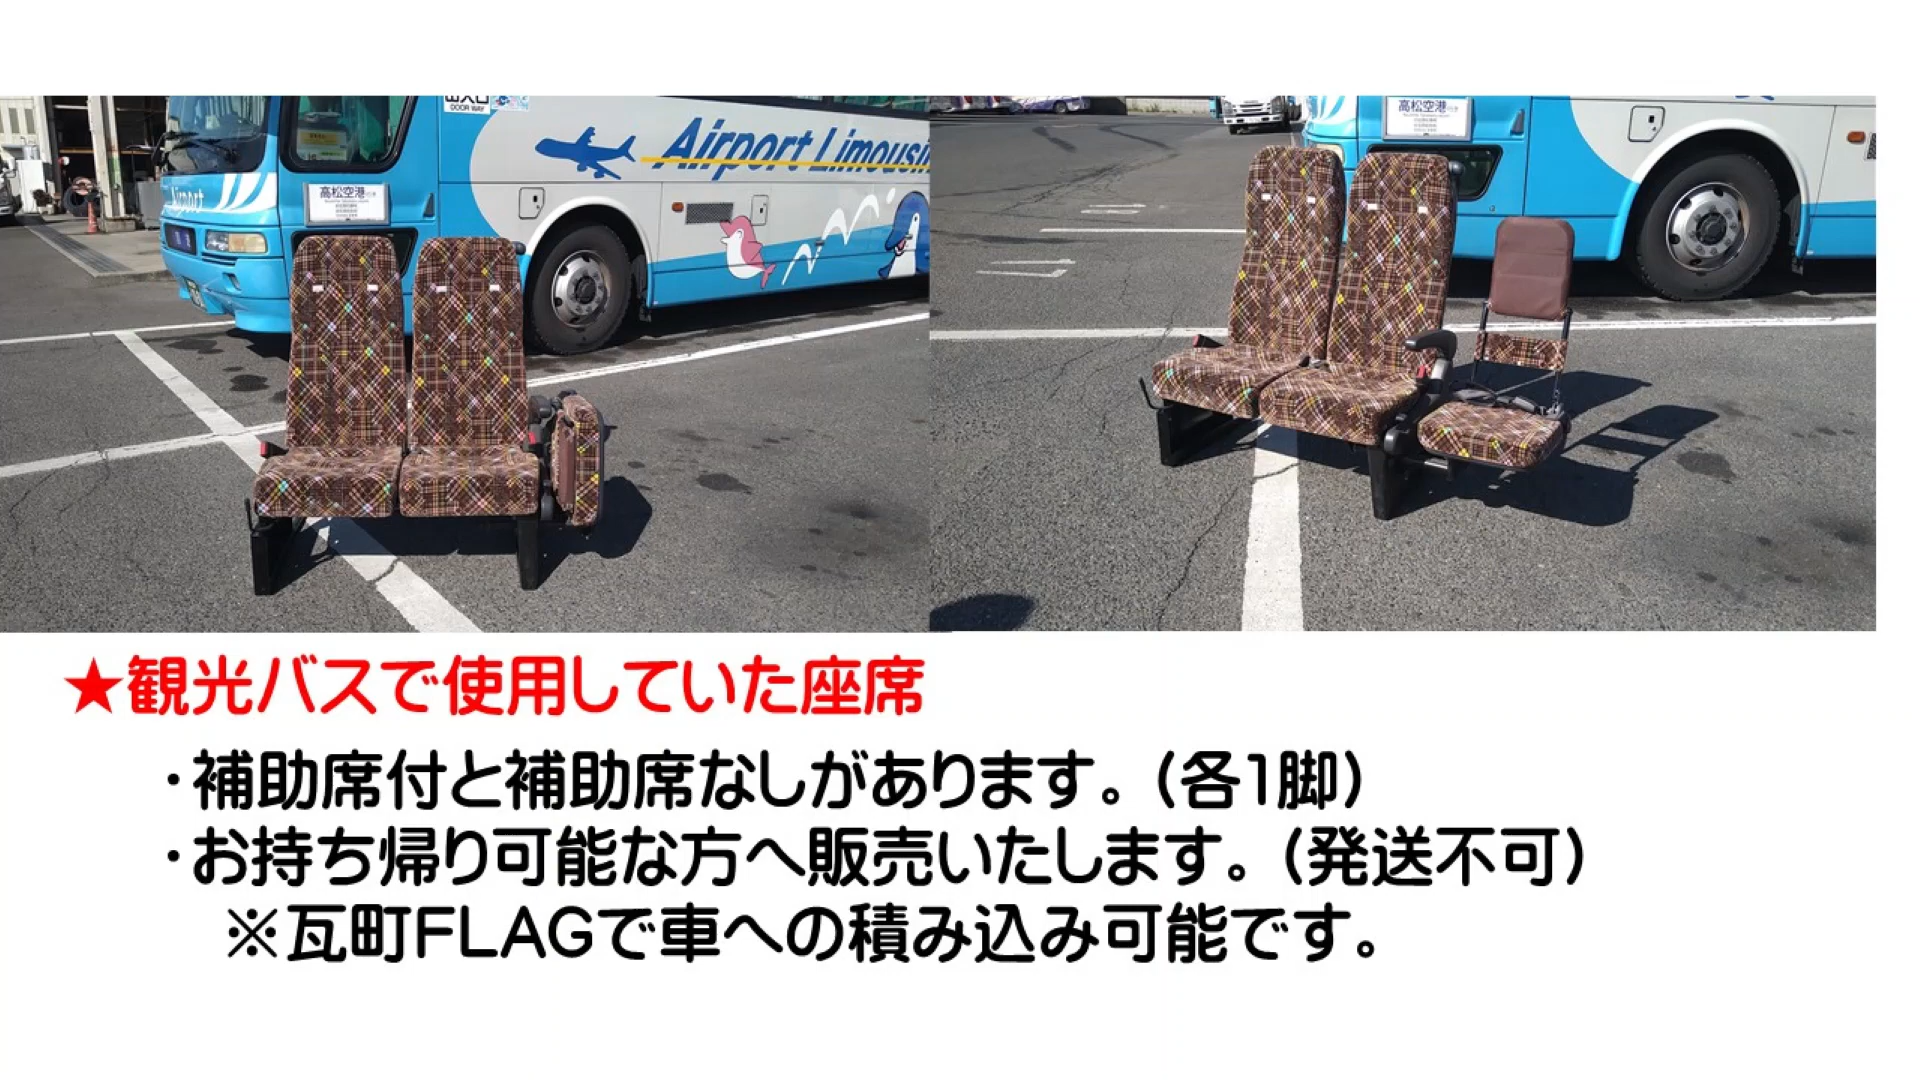 DOOR WAY
Airport Limousin
Airport
高松空港
高松空港
★観光バスで使用していた座席
・補助席付と補助席なしがあります。（各1脚）
・お持ち帰り可能な方へ販売いたします。（発送不可）
※瓦町FLAGで車への積み込み可能です。